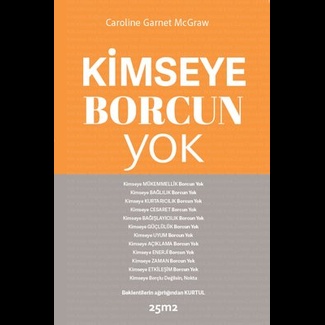 Caroline Garnet McGraw
KİMSEYE
BORCUN
yok
Kimseye MÜKEMMELLİK Borcun Yok
Kimseye BAĞLILIK Borcun Yok
Kimseye KURTARICILIK Borcun Yok
Kimseye CESARET Borcun Yok
Kimseye BAĞIŞLAYICILIK Borcun Yok
Kimseye GÜÇLÜLÜK Borcun Yok
Kimseye UYUM Borcun Yok
Kimseye AÇIKLAMA Borcun Yok
Kimseye ENERJİ Borcun Yok
Kimseye ZAMAN Borcun Yok
Kimseye ETKİLEŞİM Borcun Yok
Kimseye Borçlu Değilsin, Nokta
Beklentilerin ağırlığından KURTUL
25m2